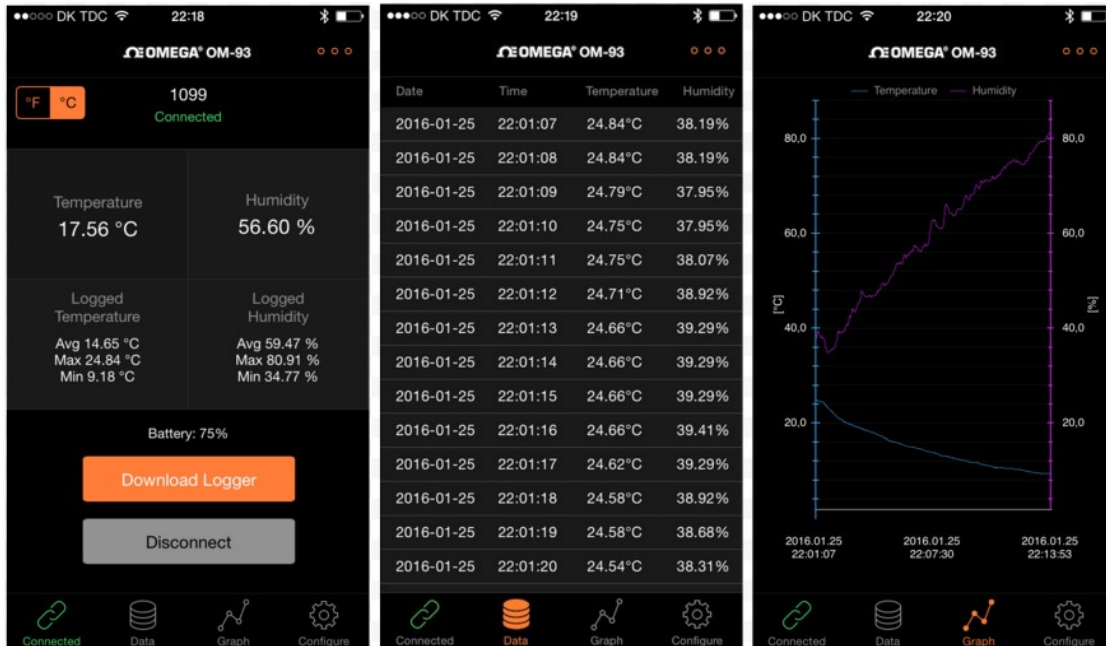 DK TDC 22:18
OMEGA® OM-93
°F °C
1099
Connected
Temperature
17.56 °C
Humidity
56.60 %
Logged
Temperature
Avg 14.65 °C
Max 24.84 °C
Min 9.18 °C
Logged
Humidity
Avg 59.47 %
Max 80.91 %
Min 34.77 %
Battery: 75%
Download Logger
Disconnect
Connected Data Graph Configure
DK TDC 22:19
OMEGA® OM-93
Date Time Temperature Humidity
2016-01-25 22:01:07 24.84°C 38.19%
2016-01-25 22:01:08 24.84°C 38.19%
2016-01-25 22:01:09 24.79°C 37.95%
2016-01-25 22:01:10 24.75°C 37.95%
2016-01-25 22:01:11 24.75°C 38.07%
2016-01-25 22:01:12 24.71°C 38.92%
2016-01-25 22:01:13 24.66°C 39.29%
2016-01-25 22:01:14 24.66°C 39.29%
2016-01-25 22:01:15 24.66°C 39.29%
2016-01-25 22:01:16 24.66°C 39.41%
2016-01-25 22:01:17 24.62°C 39.29%
2016-01-25 22:01:18 24.58°C 38.92%
2016-01-25 22:01:19 24.58°C 38.68%
2016-01-25 22:01:20 24.54°C 38.31%
Connected Data Graph Configure
DK TDC 22:20
OMEGA® OM-93
Temperature Humidity
80,0 80,0
60,0 60,0
[°C] [%]
40,0 40,0
20,0 20,0
2016.01.25 2016.01.25 2016.01.25
22:01:07 22:07:30 22:13:53
Connected Data Graph Configure